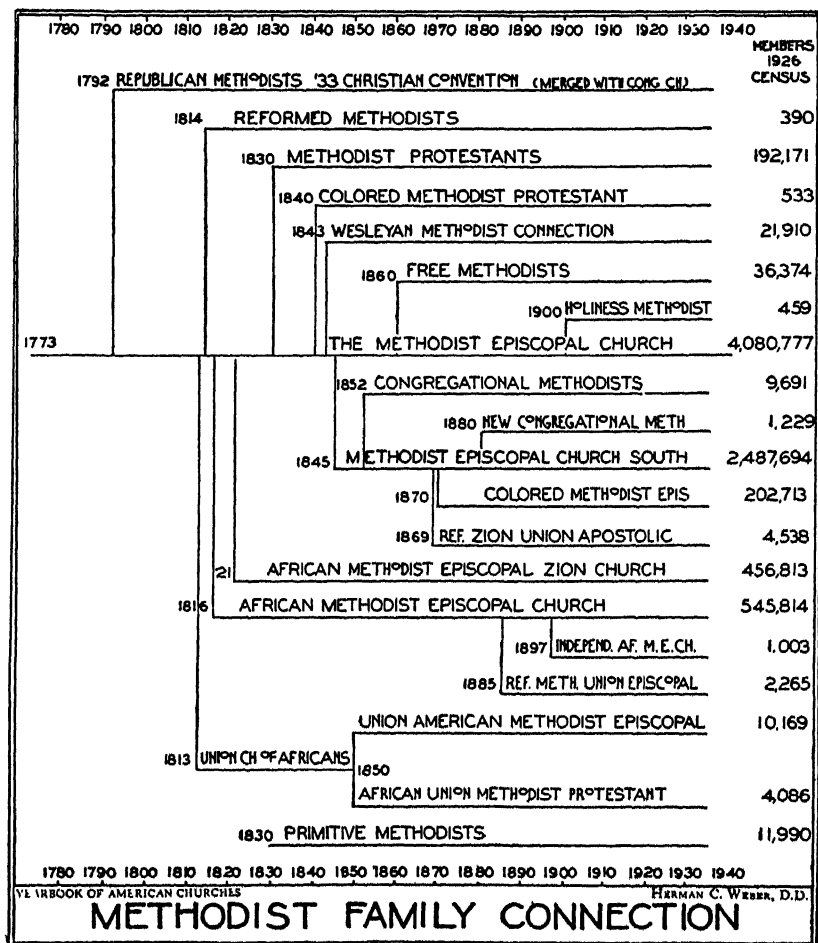 1780 1790 1800 1810 1820 1830 1840 1850 1860 1870 1880 1890 1900 1910 1920 1930 1940
MEMBERS
1926
CENSUS
1792 REPUBLICAN METHODISTS '33 CHRISTIAN CONVENTION (MERGED WITH CONG CH)
1814 REFORMED METHODISTS 390
1830 METHODIST PROTESTANTS 192,171
1840 COLORED METHODIST PROTESTANT 533
1843 WESLEYAN METHODIST CONNECTION 21,910
1860 FREE METHODISTS 36,374
1900 HOLINESS METHODIST 459
1773 THE METHODIST EPISCOPAL CHURCH 4,080,777
1852 CONGREGATIONAL METHODISTS 9,691
1880 NEW CONGREGATIONAL METH 1,229
1845 METHODIST EPISCOPAL CHURCH SOUTH 2,487,694
1870 COLORED METHODIST EPIS 202,713
1869 REF. ZION UNION APOSTOLIC 4,538
'21 AFRICAN METHODIST EPISCOPAL ZION CHURCH 456,813
1816 AFRICAN METHODIST EPISCOPAL CHURCH 545,814
1897 INDEPEND. AF. M.E.CH. 1,003
1885 REF. METH. UNION EPISCOPAL 2,265
UNION AMERICAN METHODIST EPISCOPAL 10,169
1813 UNION CH OF AFRICANS 1850
AFRICAN UNION METHODIST PROTESTANT 4,086
1830 PRIMITIVE METHODISTS 11,990
1780 1790 1800 1810 1820 1830 1840 1850 1860 1870 1880 1890 1900 1910 1920 1930 1940
YEARBOOK OF AMERICAN CHURCHES HERMAN C. WEBER, D.D.
METHODIST FAMILY CONNECTION